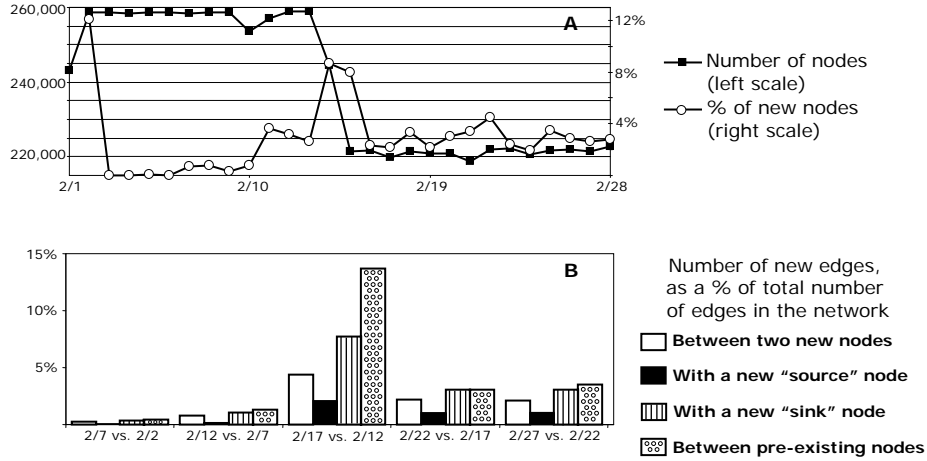 260,000
240,000
220,000
A
12%
8%
4%
2/1
2/10
2/19
2/28
Number of nodes
(left scale)
% of new nodes
(right scale)
15%
10%
5%
B
2/7 vs. 2/2
2/12 vs. 2/7
2/17 vs. 2/12
2/22 vs. 2/17
2/27 vs. 2/22
Number of new edges,
as a % of total number
of edges in the network
Between two new nodes
With a new “source” node
With a new “sink” node
Between pre-existing nodes